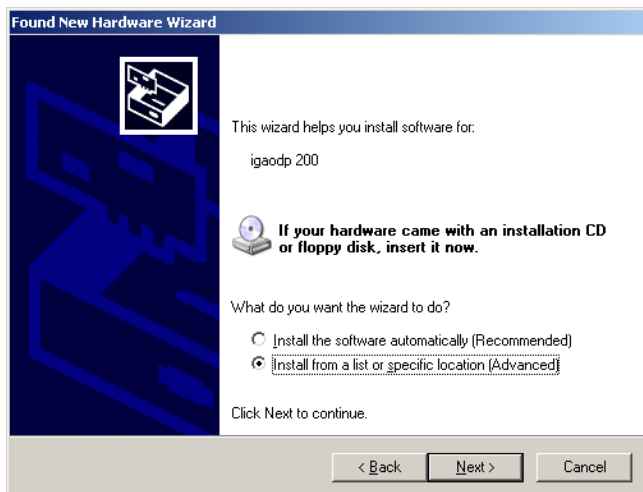 Found New Hardware Wizard
This wizard helps you install software for:
igaodp 200
If your hardware came with an installation CD
or floppy disk, insert it now.
What do you want the wizard to do?
Install the software automatically (Recommended)
Install from a list or specific location (Advanced)
Click Next to continue.
< Back
Next >
Cancel